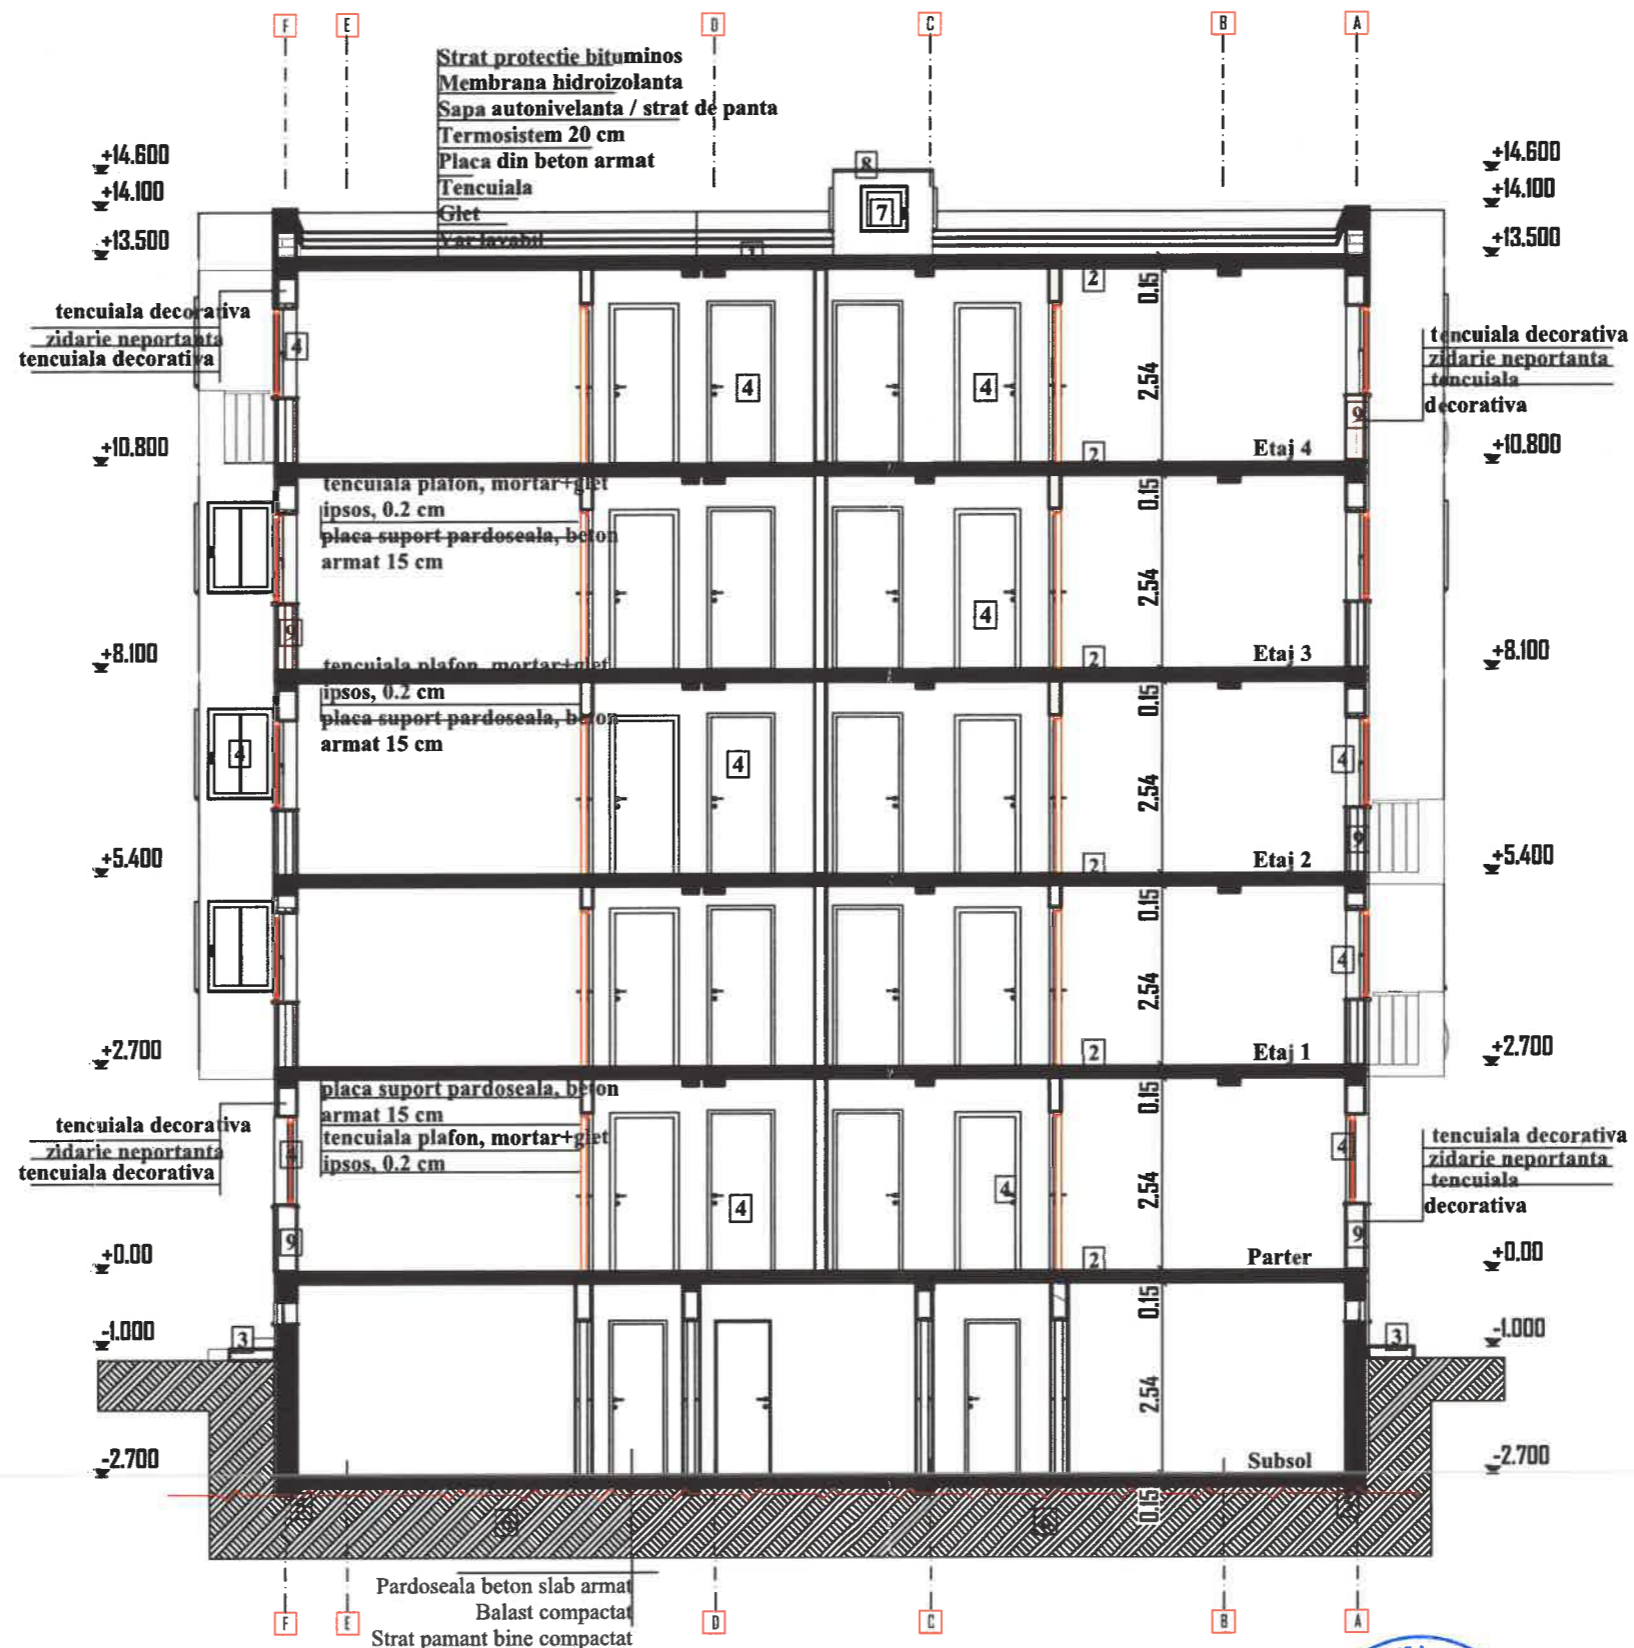 F E D C B A
Strat protectie bituminos
Membrana hidroizolanta
Sapa autonivelanta / strat de panta
Termosistem 20 cm
Placa din beton armat
Tencuiala
Glet
Var lavabil
+14.600
+14.100
+13.500
+14.600
+14.100
+13.500
8
7
2
0.15
tencuiala decorativa
zidarie neportanta
tencuiala decorativa
4
4
4
2.54
tencuiala decorativa
zidarie neportanta
tencuiala
decorativa
9
+10.800
2
Etaj 4
+10.800
tencuiala plafon, mortar+glet
ipsos, 0.2 cm
placa suport pardoseala, beton
armat 15 cm
0.15
4
2.54
9
+8.100
2
Etaj 3
+8.100
tencuiala plafon, mortar+glet
ipsos, 0.2 cm
placa suport pardoseala, beton
armat 15 cm
0.15
4
4
4
2.54
9
+5.400
2
Etaj 2
+5.400
0.15
4
2.54
+2.700
2
Etaj 1
+2.700
placa suport pardoseala, beton
armat 15 cm
tencuiala plafon, mortar+glet
ipsos, 0.2 cm
0.15
tencuiala decorativa
zidarie neportanta
tencuiala decorativa
4
4
4
2.54
tencuiala decorativa
zidarie neportanta
tencuiala
decorativa
9
9
+0.00
2
Parter
+0.00
0.15
-1.000
3
3
-1.000
2.54
-2.700
Subsol
-2.700
0.15
Pardoseala beton slab armat
Balast compactat
Strat pamant bine compactat
F E D C B A